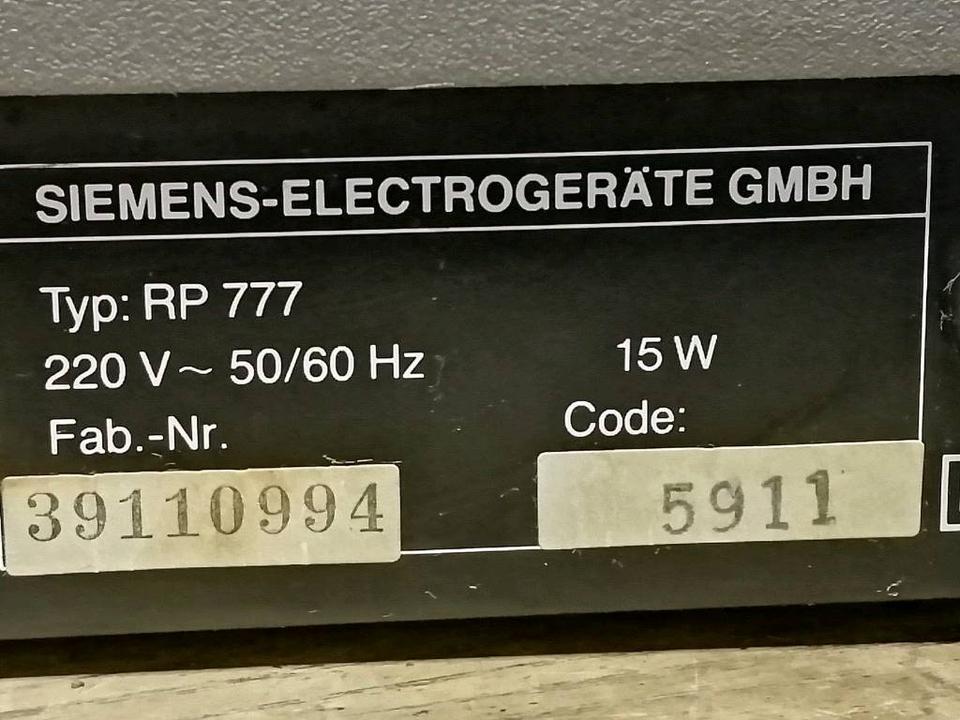 SIEMENS-ELECTROGERÄTE GMBH
Typ: RP 777
220 V~ 50/60 Hz 15 W
Fab.-Nr. Code:
39110994 5911